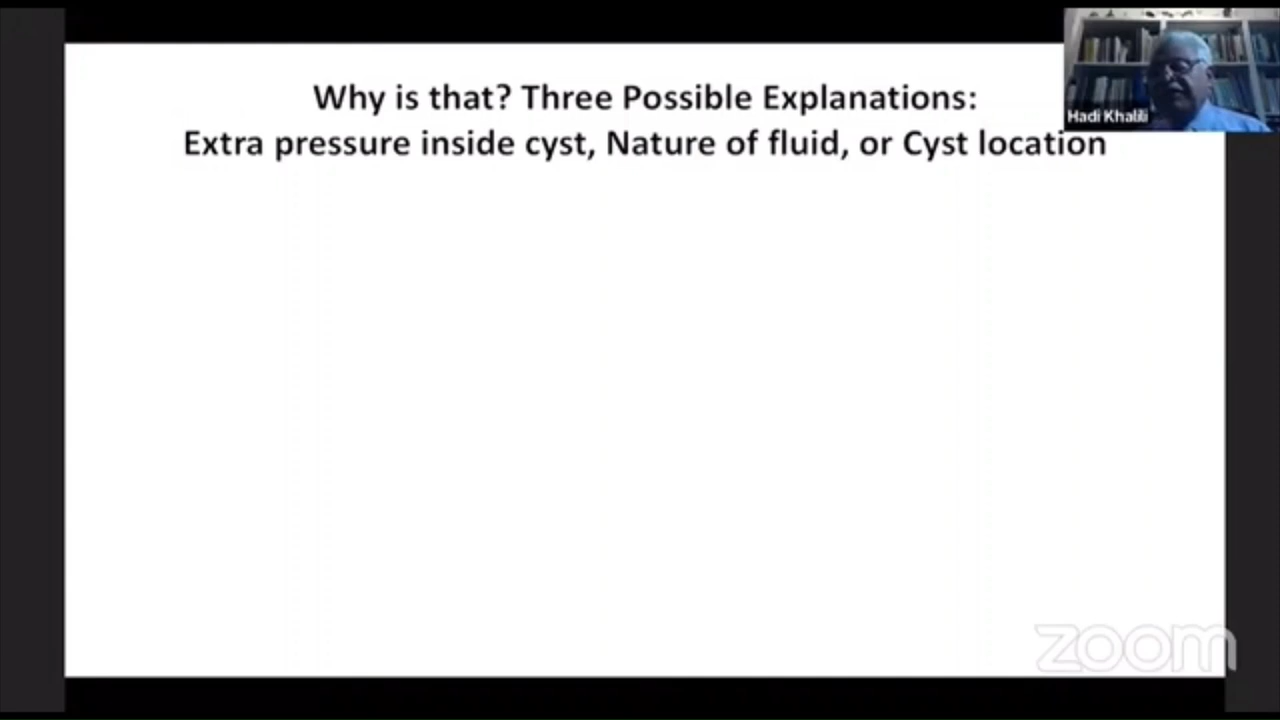 Why is that? Three Possible Explanations:
Extra pressure inside cyst, Nature of fluid, or Cyst location
Hadi Khalili
zoom